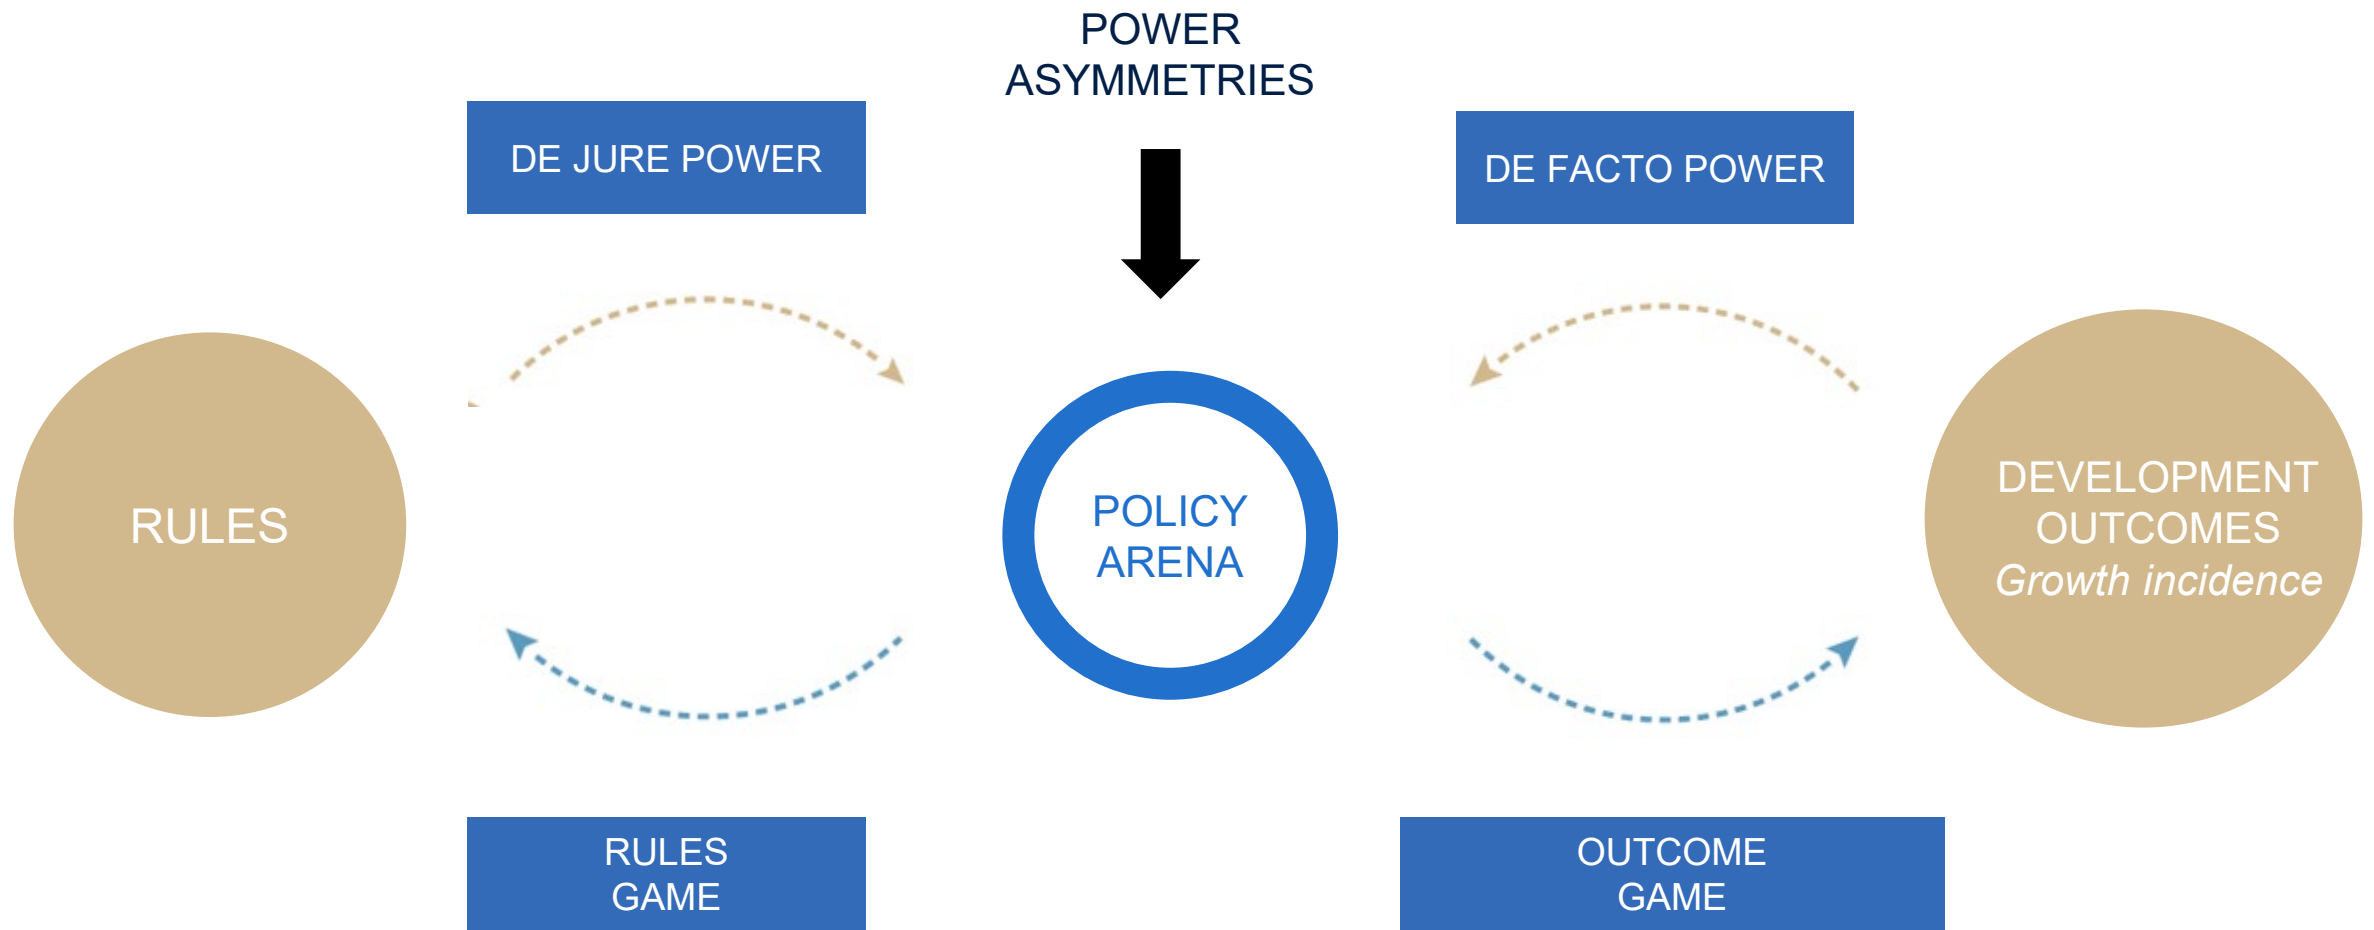 POWER
ASYMMETRIES
DE JURE POWER
DE FACTO POWER
RULES
POLICY
ARENA
DEVELOPMENT
OUTCOMES
Growth incidence
RULES
GAME
OUTCOME
GAME